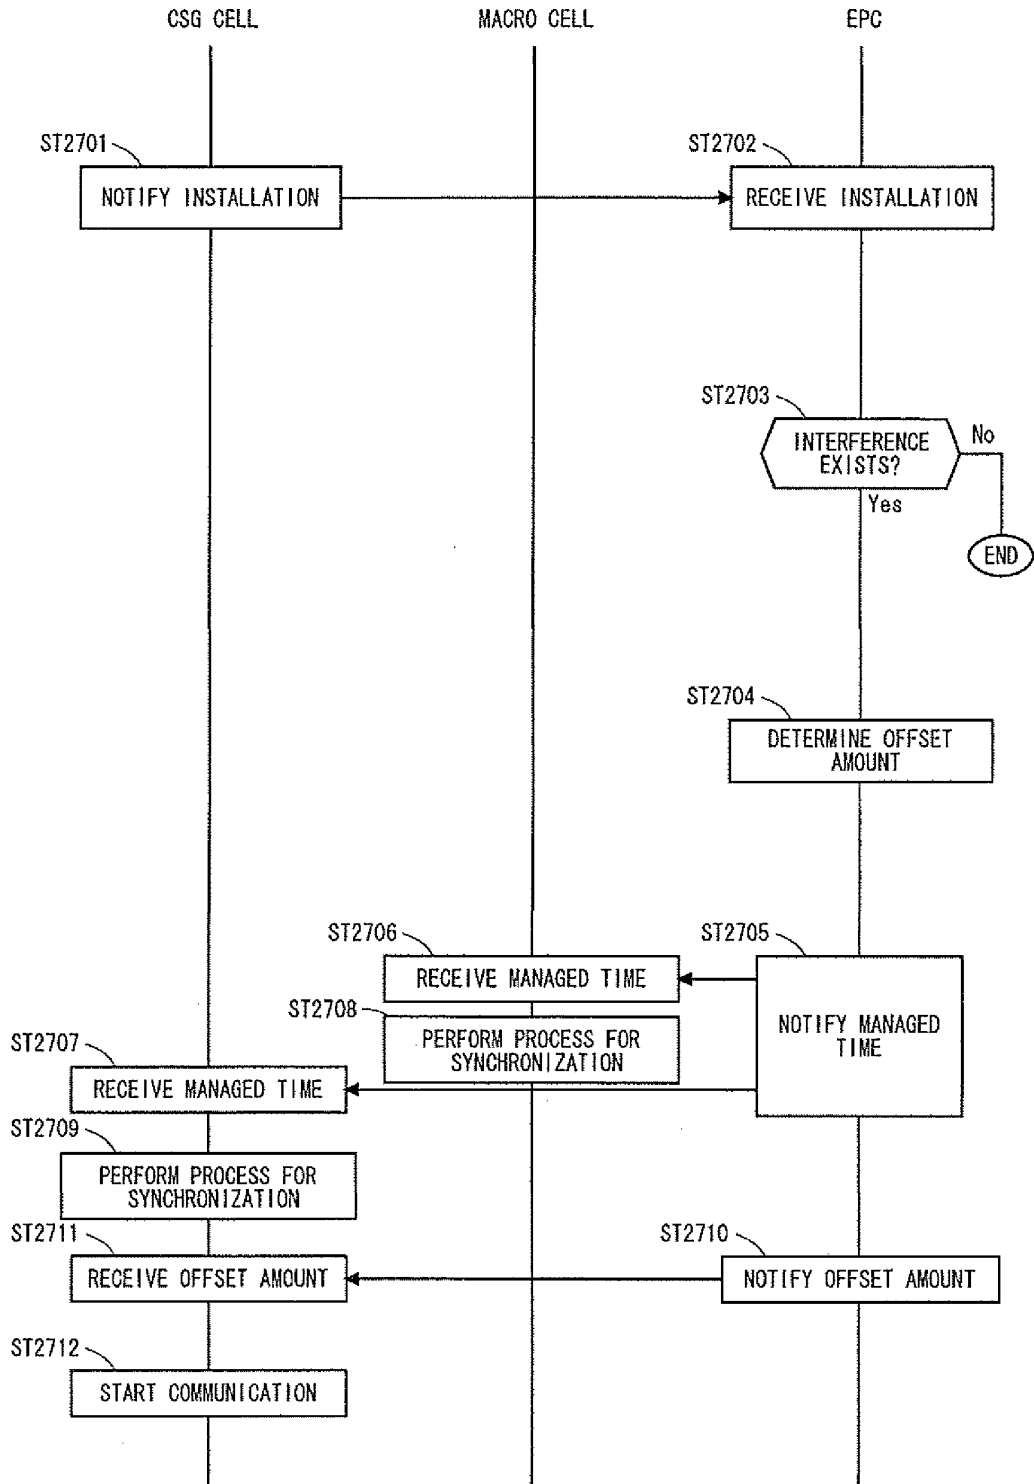 CSG CELL
MACRO CELL
EPC
ST2701
NOTIFY INSTALLATION
ST2702
RECEIVE INSTALLATION
ST2703
INTERFERENCE
EXISTS?
No
Yes
END
ST2704
DETERMINE OFFSET
AMOUNT
ST2706
RECEIVE MANAGED TIME
ST2705
NOTIFY MANAGED
TIME
ST2708
PERFORM PROCESS FOR
SYNCHRONIZATION
ST2707
RECEIVE MANAGED TIME
ST2709
PERFORM PROCESS FOR
SYNCHRONIZATION
ST2711
RECEIVE OFFSET AMOUNT
ST2710
NOTIFY OFFSET AMOUNT
ST2712
START COMMUNICATION